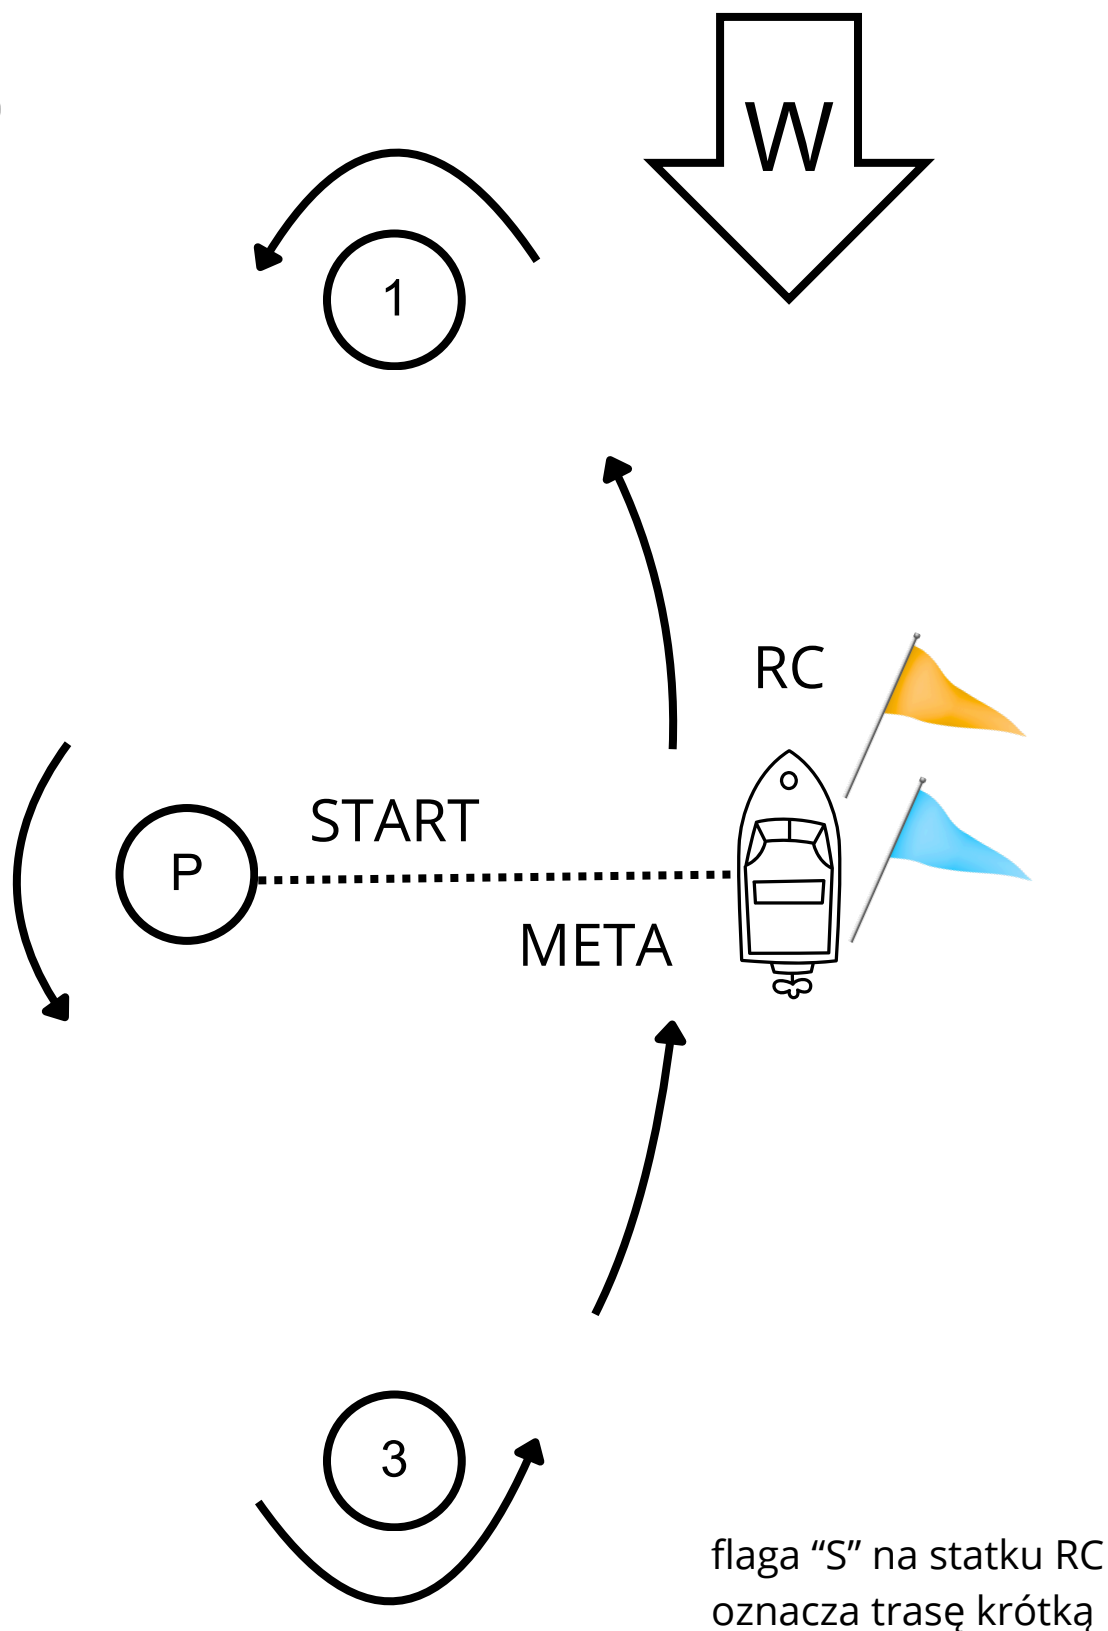 W
1
RC
START
P
META
3
flaga “S” na statku RC
oznacza trasę krótką